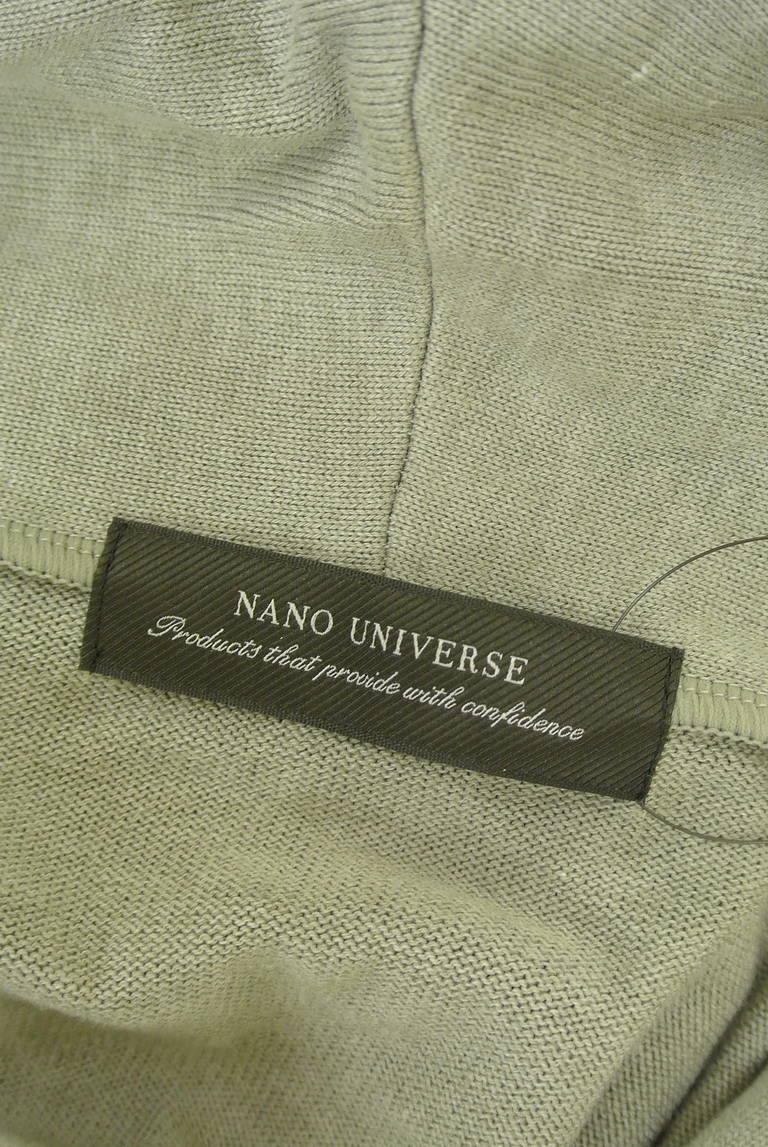 NANO UNIVERSE
Products that provide with confidence